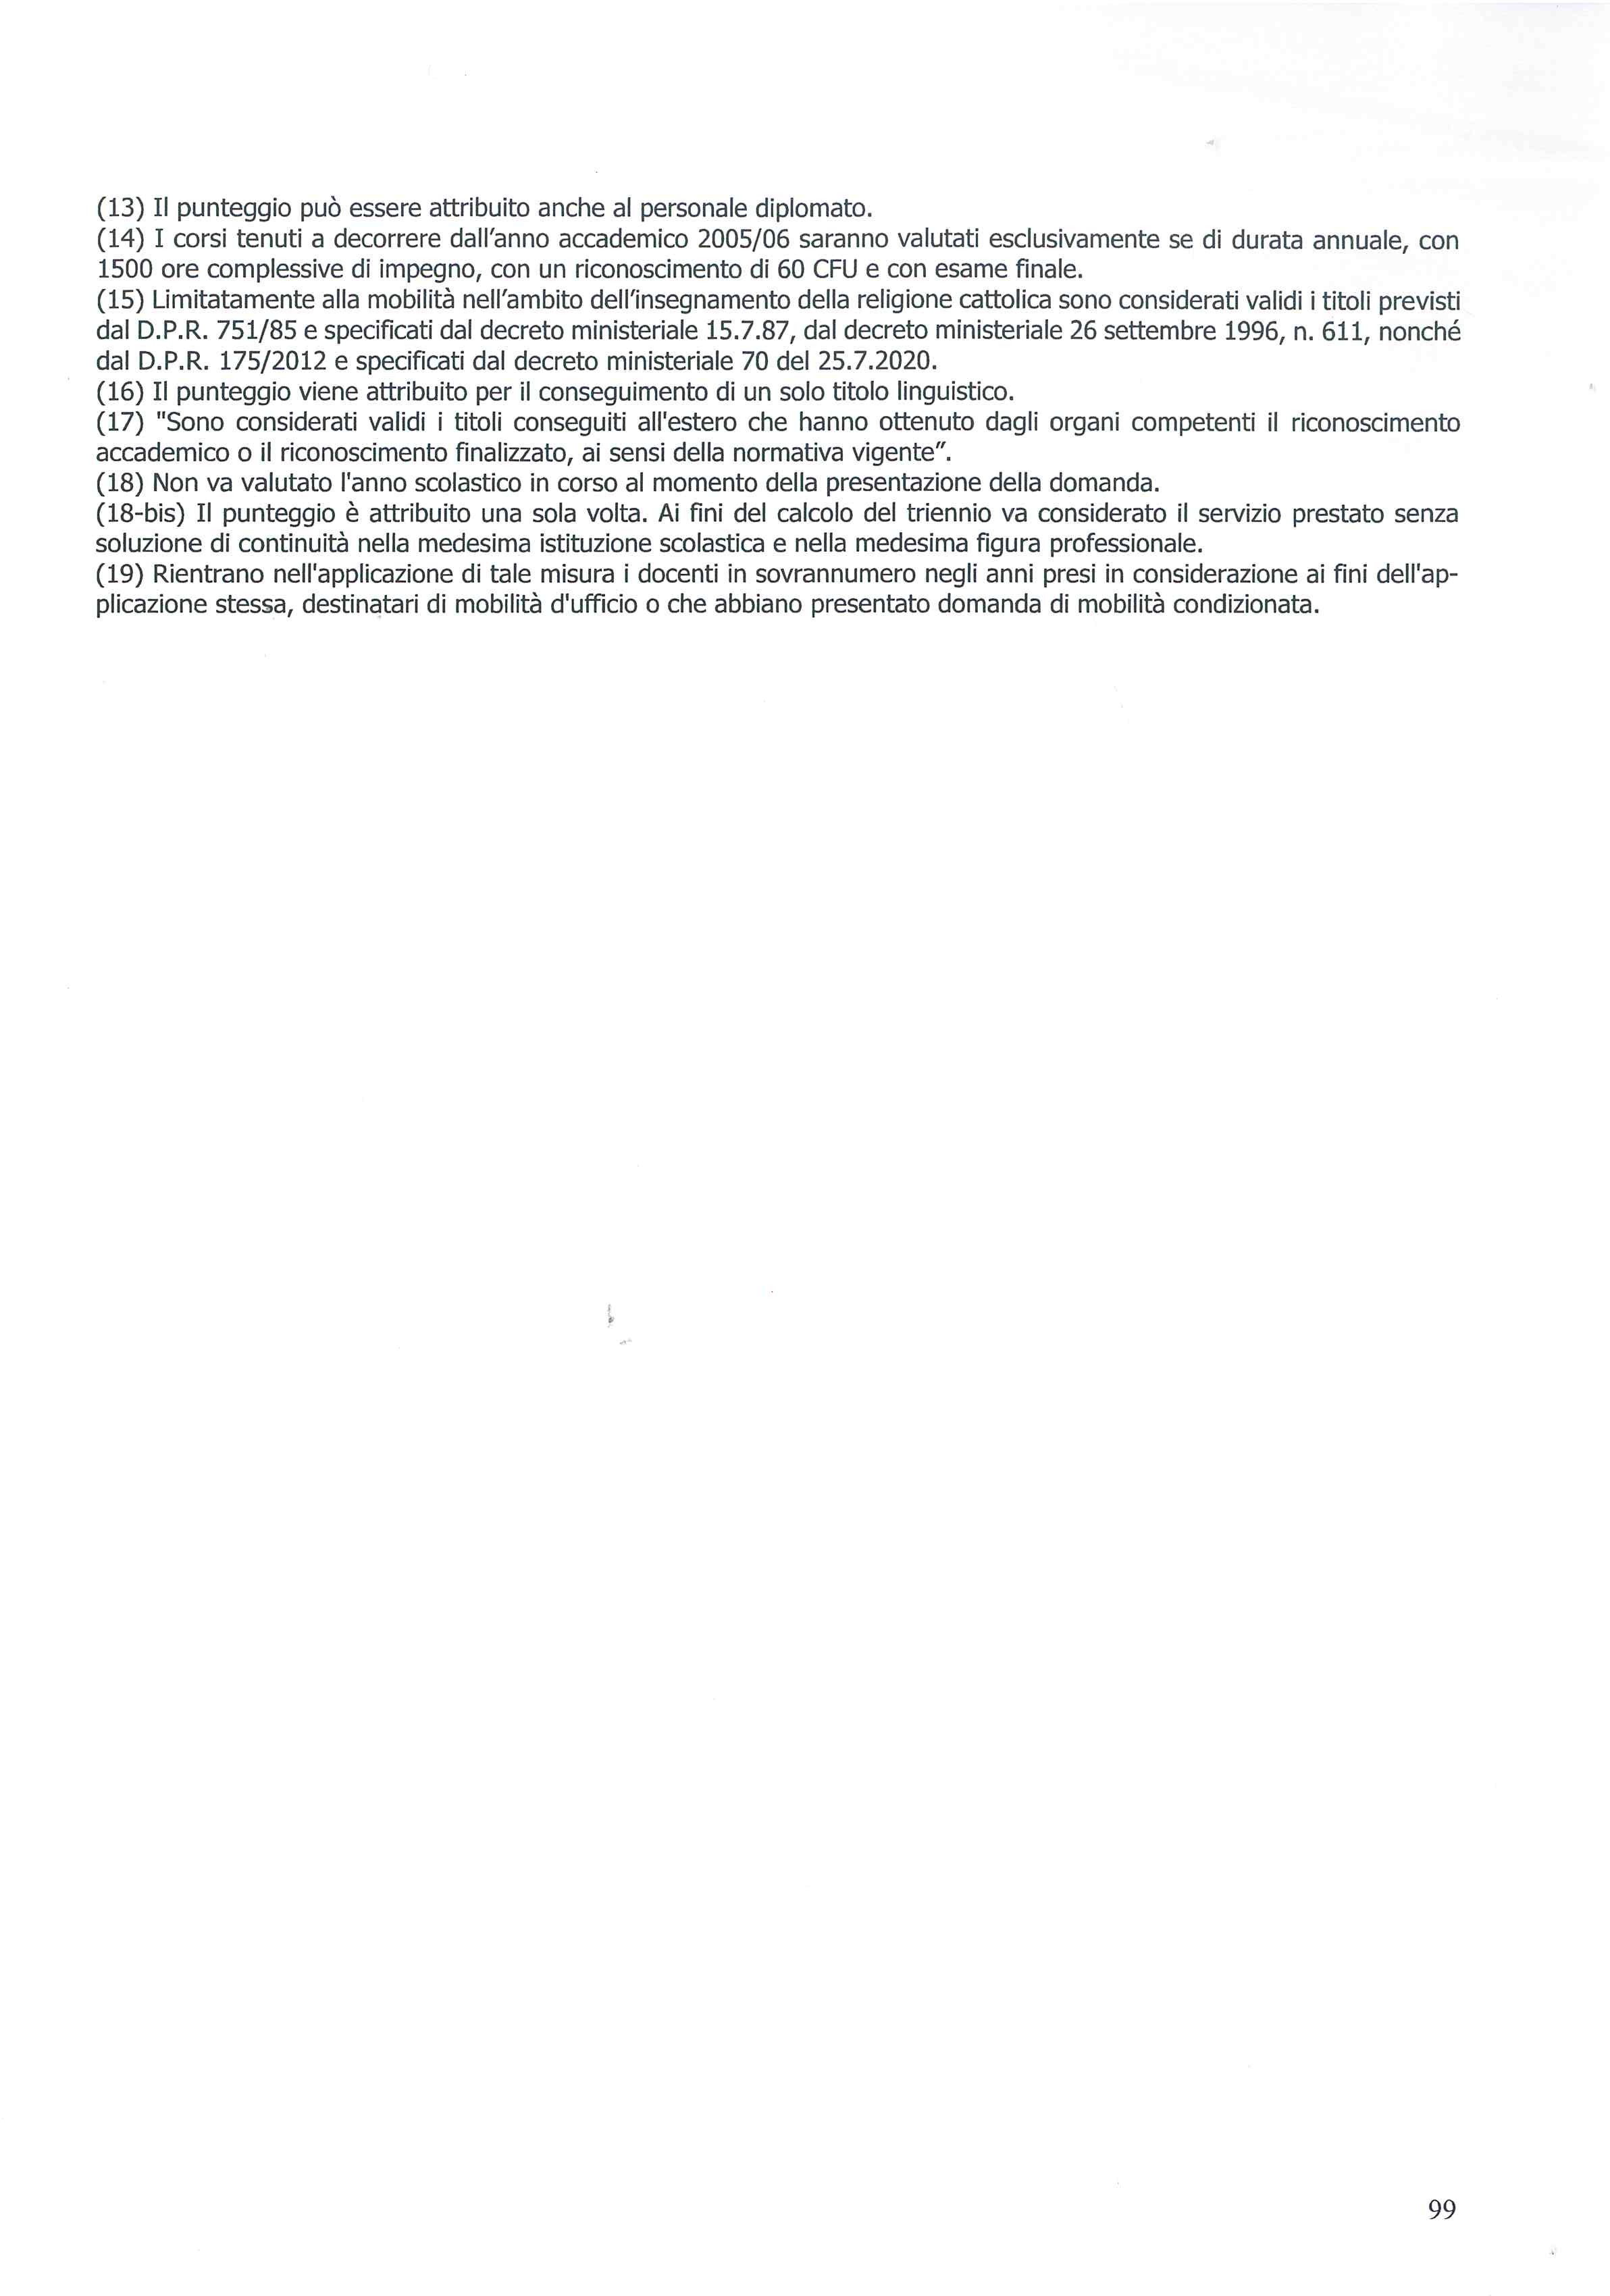 (13) Il punteggio può essere attribuito anche al personale diplomato.
(14) I corsi tenuti a decorrere dall'anno accademico 2005/06 saranno valutati esclusivamente se di durata annuale, con
1500 ore complessive di impegno, con un riconoscimento di 60 CFU e con esame finale.
(15) Limitatamente alla mobilità nell'ambito dell'insegnamento della religione cattolica sono considerati validi i titoli previsti
dal D.P.R. 751/85 e specificati dal decreto ministeriale 15.7.87, dal decreto ministeriale 26 settembre 1996, n. 611, nonché
dal D.P.R. 175/2012 e specificati dal decreto ministeriale 70 del 25.7.2020.
(16) Il punteggio viene attribuito per il conseguimento di un solo titolo linguistico.
(17) "Sono considerati validi i titoli conseguiti all'estero che hanno ottenuto dagli organi competenti il riconoscimento
accademico o il riconoscimento finalizzato, ai sensi della normativa vigente".
(18) Non va valutato l'anno scolastico in corso al momento della presentazione della domanda.
(18-bis) Il punteggio è attribuito una sola volta. Ai fini del calcolo del triennio va considerato il servizio prestato senza
soluzione di continuità nella medesima istituzione scolastica e nella medesima figura professionale.
(19) Rientrano nell'applicazione di tale misura i docenti in sovrannumero negli anni presi in considerazione ai fini dell'ap-
plicazione stessa, destinatari di mobilità d'ufficio o che abbiano presentato domanda di mobilità condizionata.
99